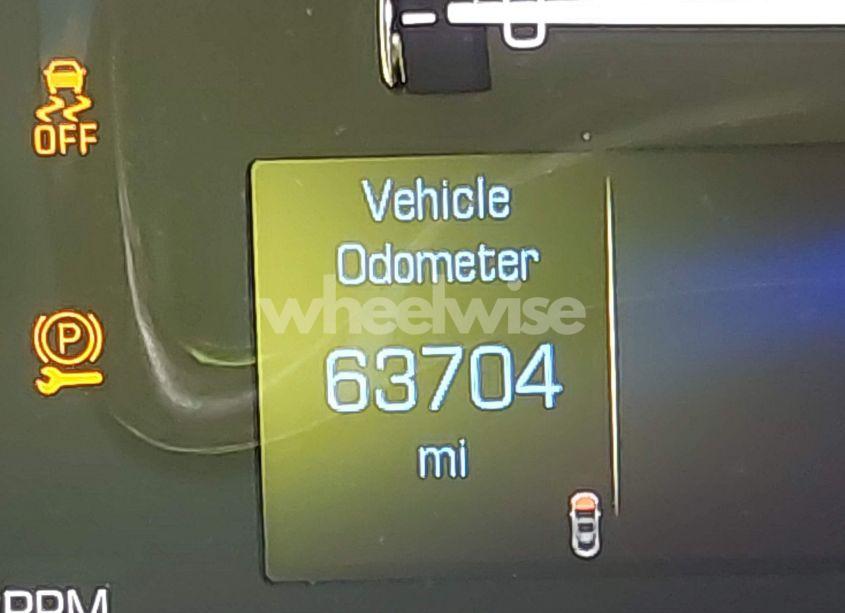 OFF
Vehicle
Odometer
wheelwise
P
63704
mi
RPM